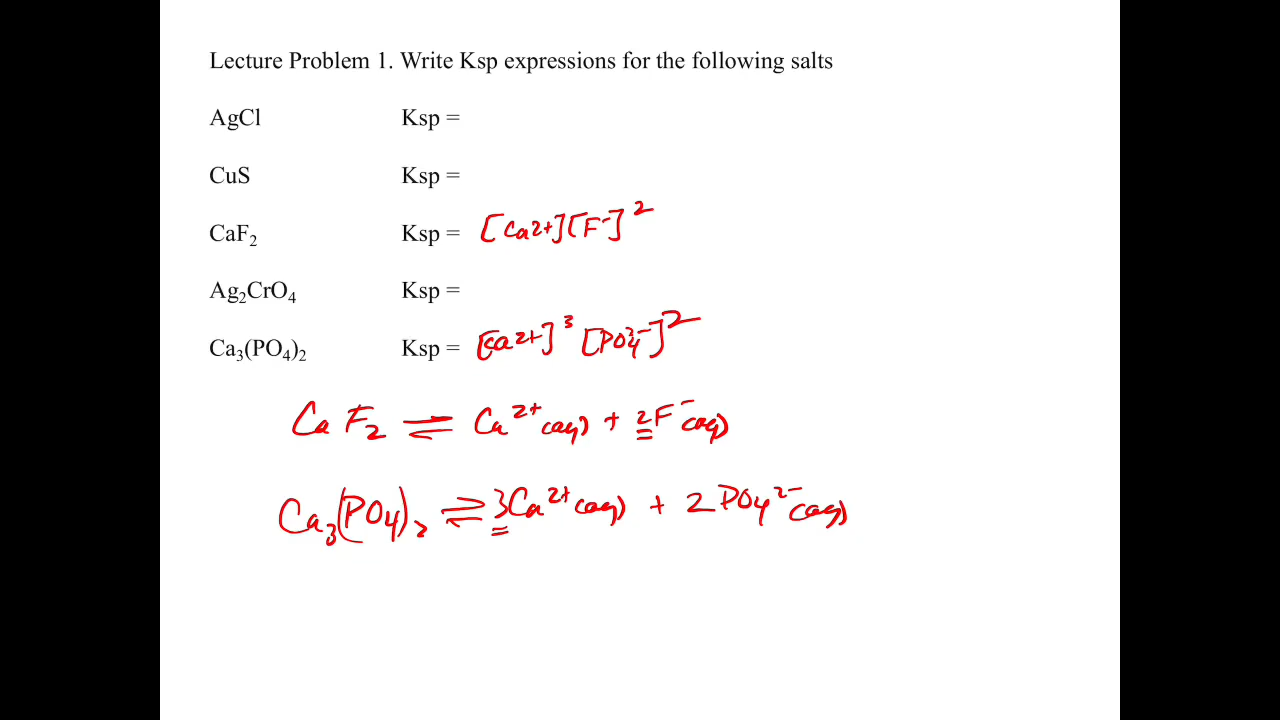 Lecture Problem 1. Write Ksp expressions for the following salts
AgCl Ksp =
CuS Ksp =
CaF₂ Ksp = [Ca2+][F⁻]²
Ag₂CrO₄ Ksp =
Ca₃(PO₄)₂ Ksp = [Ca2+]³ [PO₄³⁻]²
CaF₂ ⇌ Ca²⁺(aq) + 2F⁻(aq)
Ca₃(PO₄)₂ ⇌ 3Ca²⁺(aq) + 2PO₄²⁻(aq)